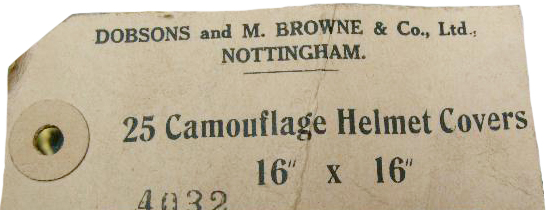 DOBSONS and M. BROWNE & Co., Ltd.,
NOTTINGHAM.
25 Camouflage Helmet Covers
16" x 16"
4032